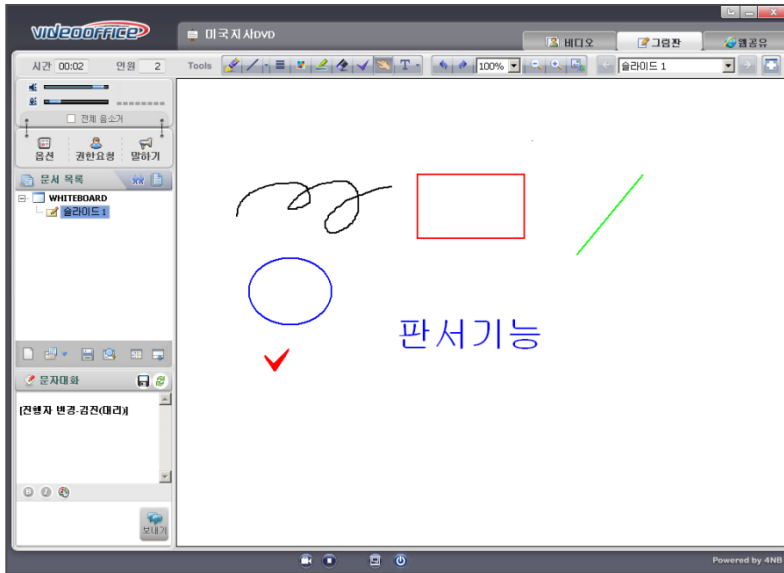 VIDEOOFFICE
미국지사DVD
비디오
그림판
웹공유
시간 00:02 인원 2
Tools
100%
슬라이드 1
전체 음소거
옵션 권한요청 말하기
문서 목록
WHITEBOARD
슬라이드 1
판서기능
문자대화
[진행자 변경-김진(대리)]
보내기
Powered by 4NB